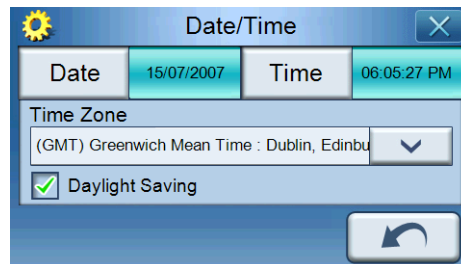 Date/Time
Date 15/07/2007 Time 06:05:27 PM
Time Zone
(GMT) Greenwich Mean Time : Dublin, Edinbu
Daylight Saving